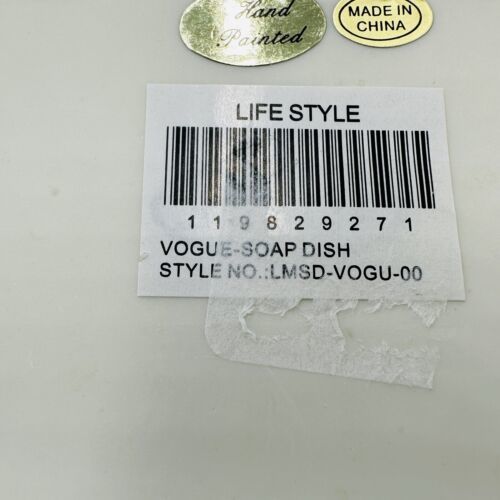 Hand
Painted
MADE IN
CHINA
LIFE STYLE
119829271
VOGUE-SOAP DISH
STYLE NO.:LMSD-VOGU-00